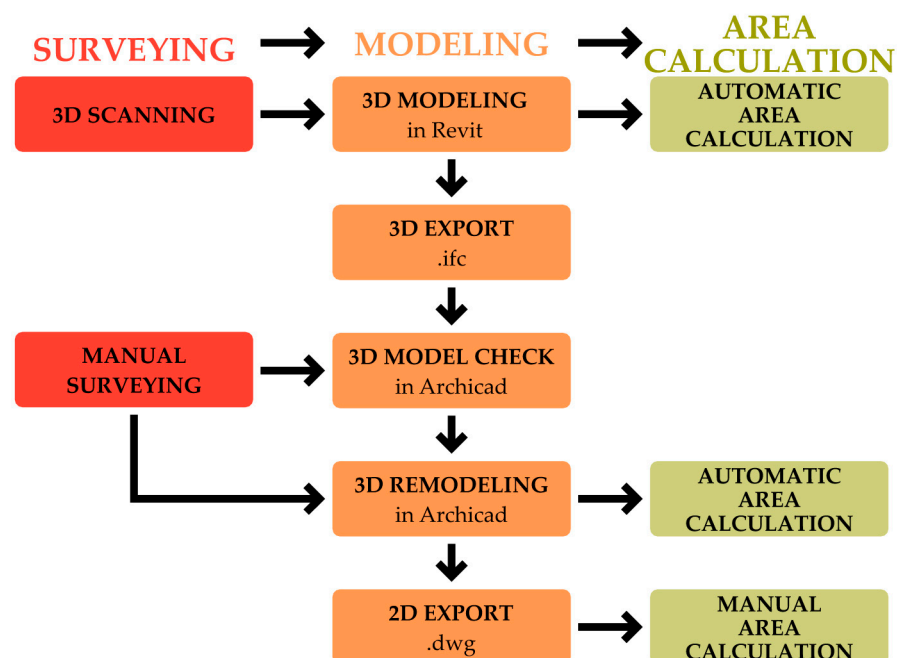 SURVEYING
MODELING
AREA
CALCULATION
3D SCANNING
3D MODELING
in Revit
AUTOMATIC
AREA
CALCULATION
3D EXPORT
.ifc
MANUAL
SURVEYING
3D MODEL CHECK
in Archicad
3D REMODELING
in Archicad
AUTOMATIC
AREA
CALCULATION
2D EXPORT
.dwg
MANUAL
AREA
CALCULATION